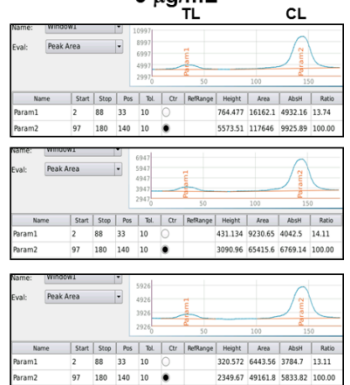 TL CL
Name: Window1
Eval: Peak Area
10997
8997
6997
4997
2997
0 50 100 150
Param1 Param2
Name Start Stop Pos Tol. Ctr RefRange Height Area AbsH Ratio
Param1 2 88 33 10 764.477 16162.1 4932.16 13.74
Param2 97 180 140 10 5573.51 117646 9925.89 100.00
Name: Window1
Eval: Peak Area
6947
5947
4947
3947
2947
0 50 100 150
Param1 Param2
Name Start Stop Pos Tol. Ctr RefRange Height Area AbsH Ratio
Param1 2 88 33 10 431.134 9230.65 4042.5 14.11
Param2 97 180 140 10 3090.96 65415.6 6769.14 100.00
Name: Window1
Eval: Peak Area
5926
4926
3926
2926
0 50 100 150
Param1 Param2
Name Start Stop Pos Tol. Ctr RefRange Height Area AbsH Ratio
Param1 2 88 33 10 320.572 6443.56 3784.7 13.11
Param2 97 180 140 10 2349.67 49161.8 5833.82 100.00